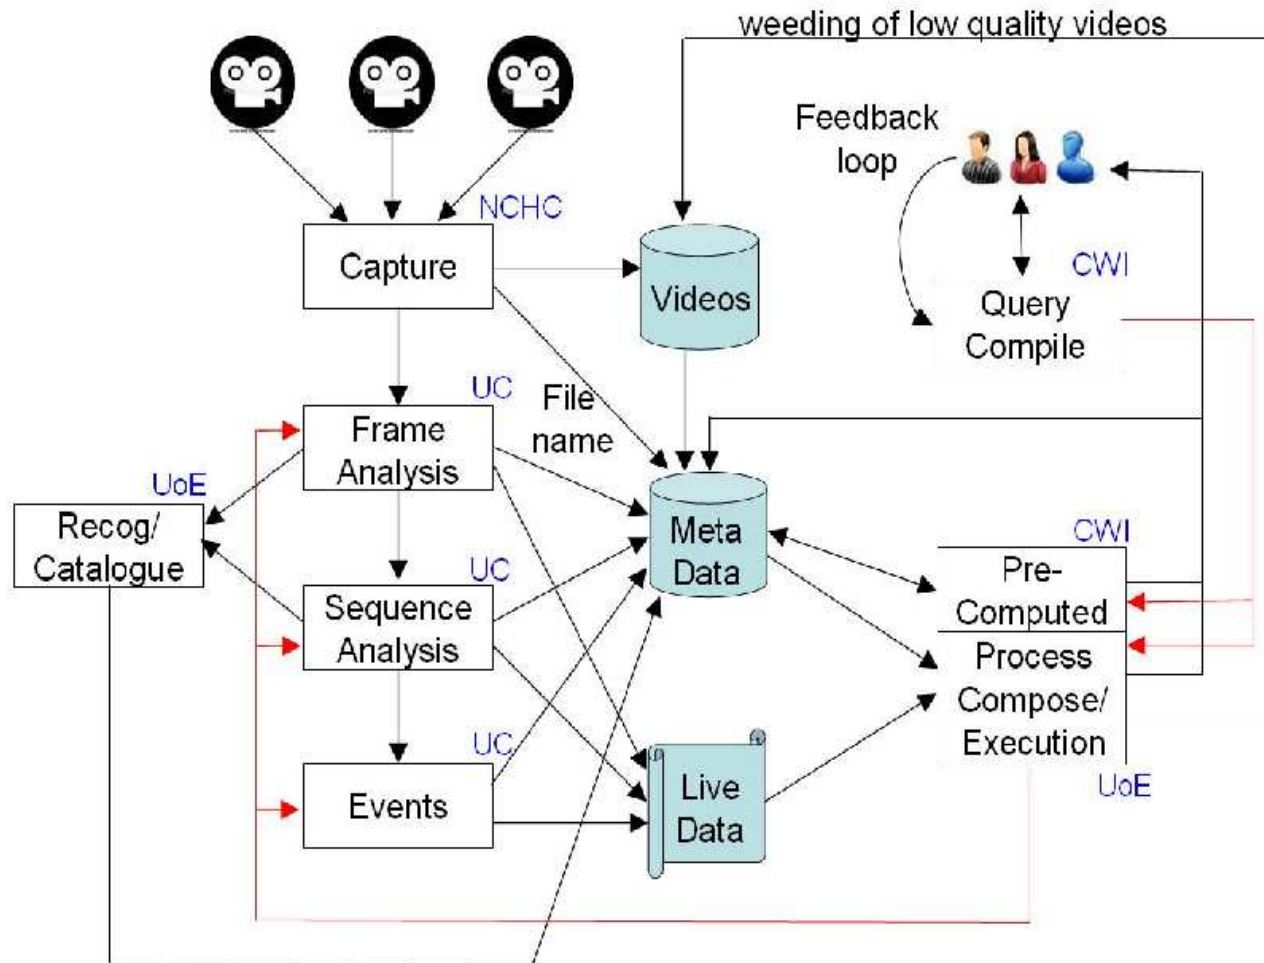 weeding of low quality videos
Feedback
loop
NCHC
Capture
Videos
CWI
Query
Compile
UC
File
name
Frame
Analysis
UoE
Recog/
Catalogue
Meta
Data
CWI
Pre-
Computed
UC
Sequence
Analysis
Process
Compose/
Execution
UoE
UC
Events
Live
Data